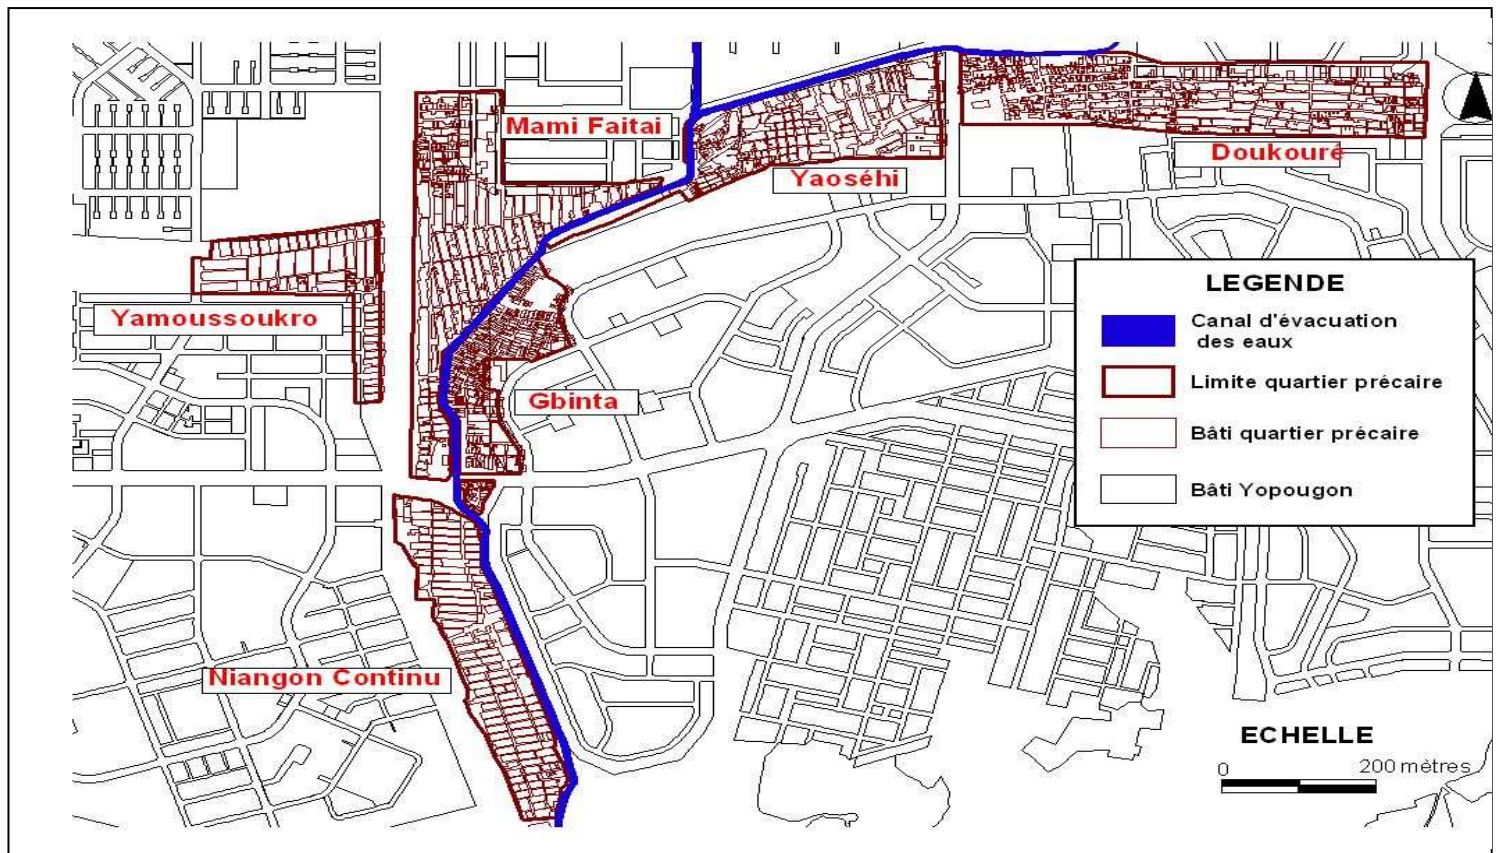 Mami Faitai
Doukouré
Yaoséhi
Yamoussoukro
Gbinta
Niangon Continu
LEGENDE
Canal d'évacuation
des eaux
Limite quartier précaire
Bâti quartier précaire
Bâti Yopougon
ECHELLE
0 200 mètres